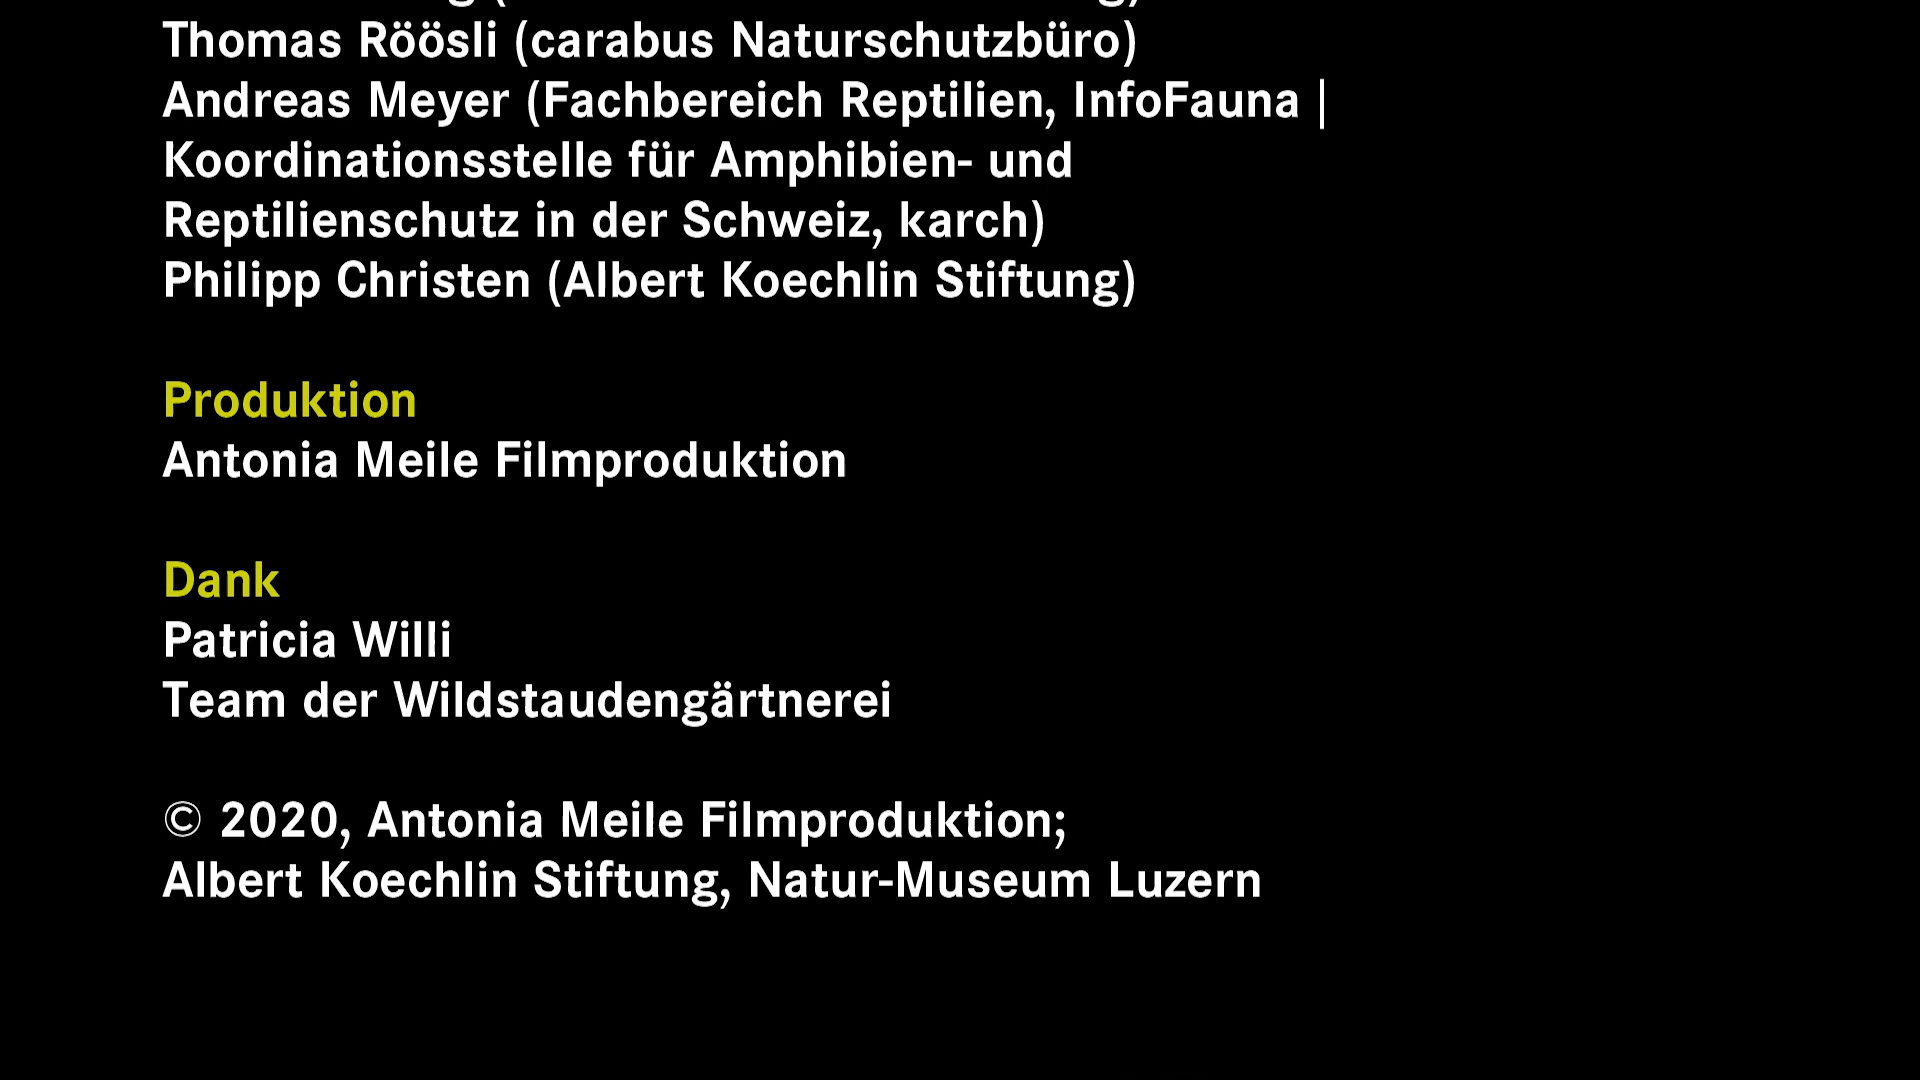 Thomas Röösli (carabus Naturschutzbüro)
Andreas Meyer (Fachbereich Reptilien, InfoFauna |
Koordinationsstelle für Amphibien- und
Reptilienschutz in der Schweiz, karch)
Philipp Christen (Albert Koechlin Stiftung)
Produktion
Antonia Meile Filmproduktion
Dank
Patricia Willi
Team der Wildstaudengärtnerei
© 2020, Antonia Meile Filmproduktion;
Albert Koechlin Stiftung, Natur-Museum Luzern